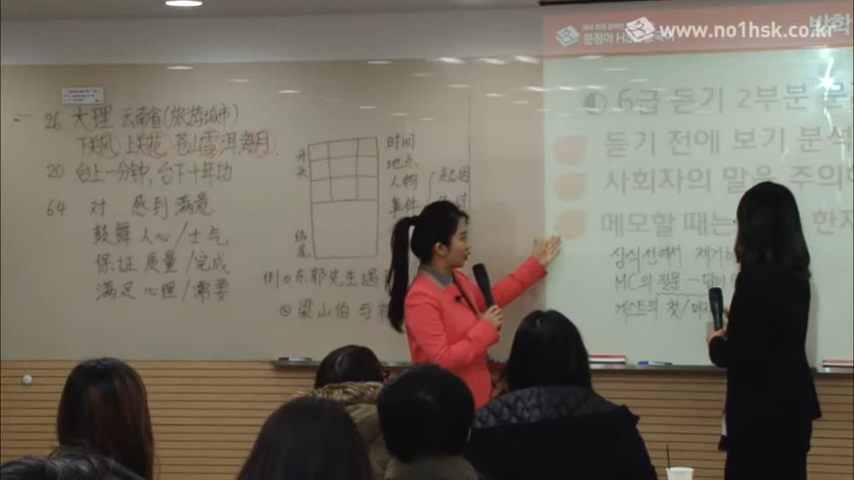 www.no1hsk.co.kr
26 大理 云南省(旅游城市)
下关风 上关花 苍山雪 洱海月
20 台上一分钟, 台下十年功
64 对 感到 满意
鼓舞 人心/士气
保证 质量/完成
满足 心理/需要
开头
结尾
时间
地点
人物
事件
起因
例 ① 东郭先生遇
② 梁山伯 与
6급 듣기 2부분
듣기 전에 보기 분석
사회자의 말을 주의
메모할 때는 한자
상식선에서
MC의 질문
게스트의 첫/